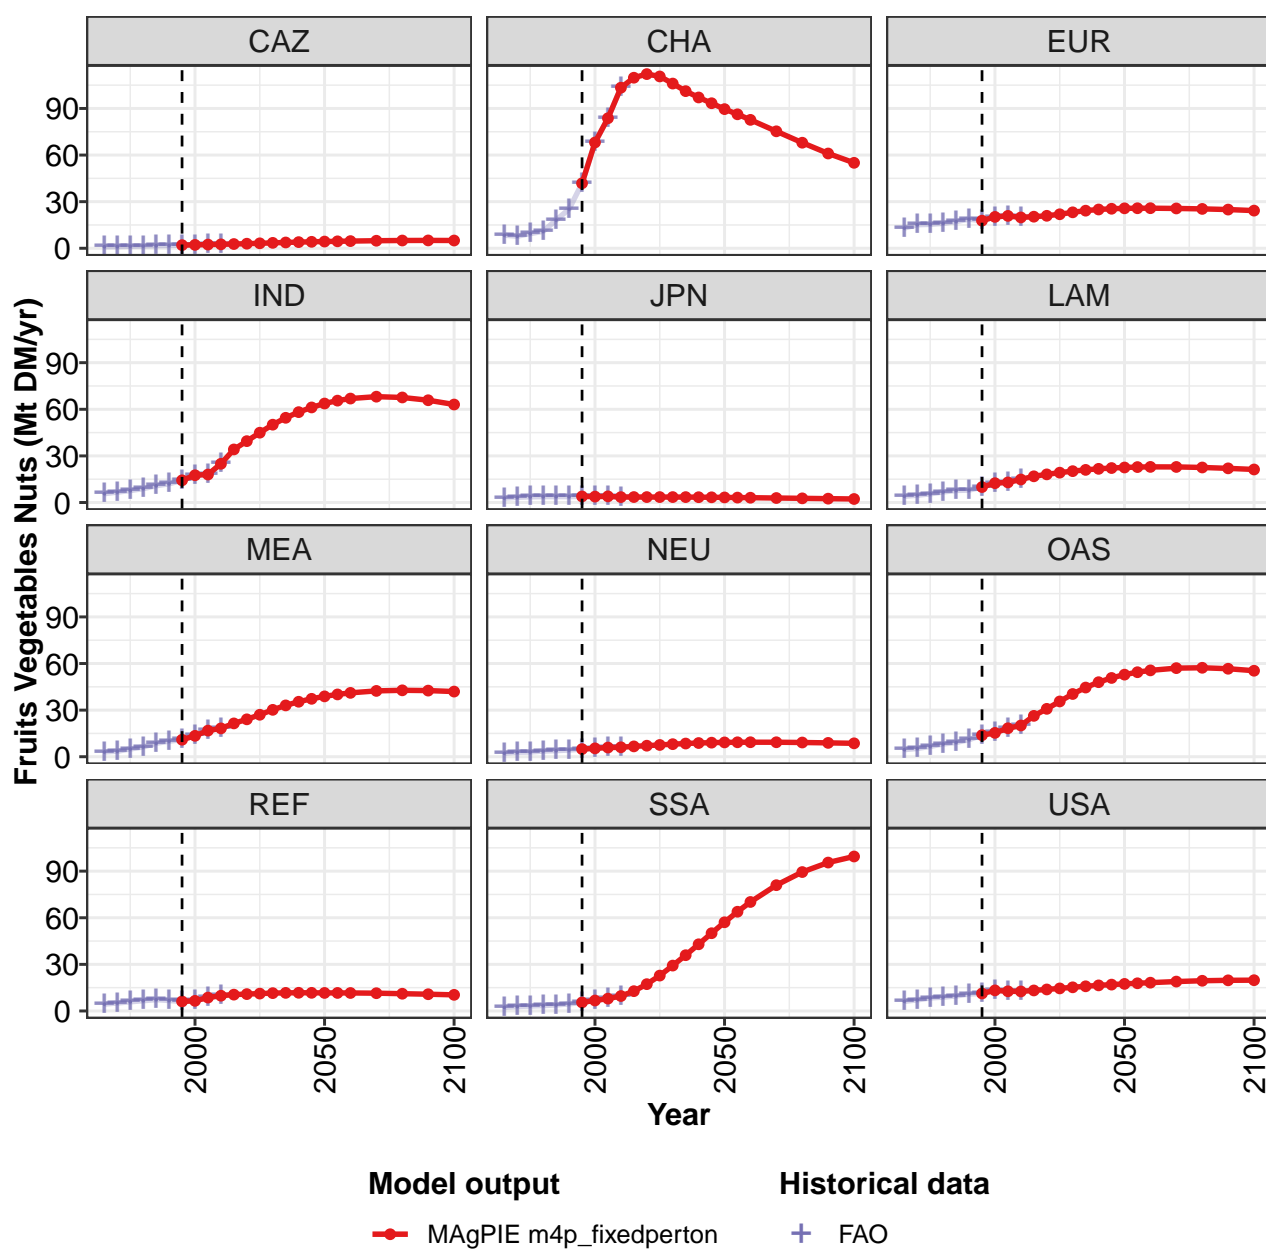 CAZ CHA EUR
90
60
30
0
IND JPN LAM
90
60
30
0
MEA NEU OAS
90
60
30
0
REF SSA USA
90
60
30
0
Fruits Vegetables Nuts (Mt DM/yr)
2000 2050 2100 2000 2050 2100 2000 2050 2100
Year
Model output Historical data
MAgPIE m4p_fixedperton FAO